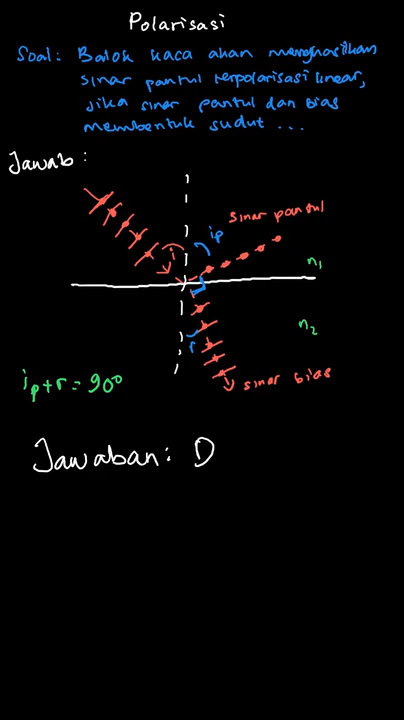 Polarisasi
Soal: Balok kaca akan menghasilkan
sinar pantul terpolarisasi linear,
jika sinar pantul dan bias
membentuk sudut ...
Jawab:
sinar pantul
ip
i
n1
n2
r
sinar bias
ip + r = 90°
Jawaban: D